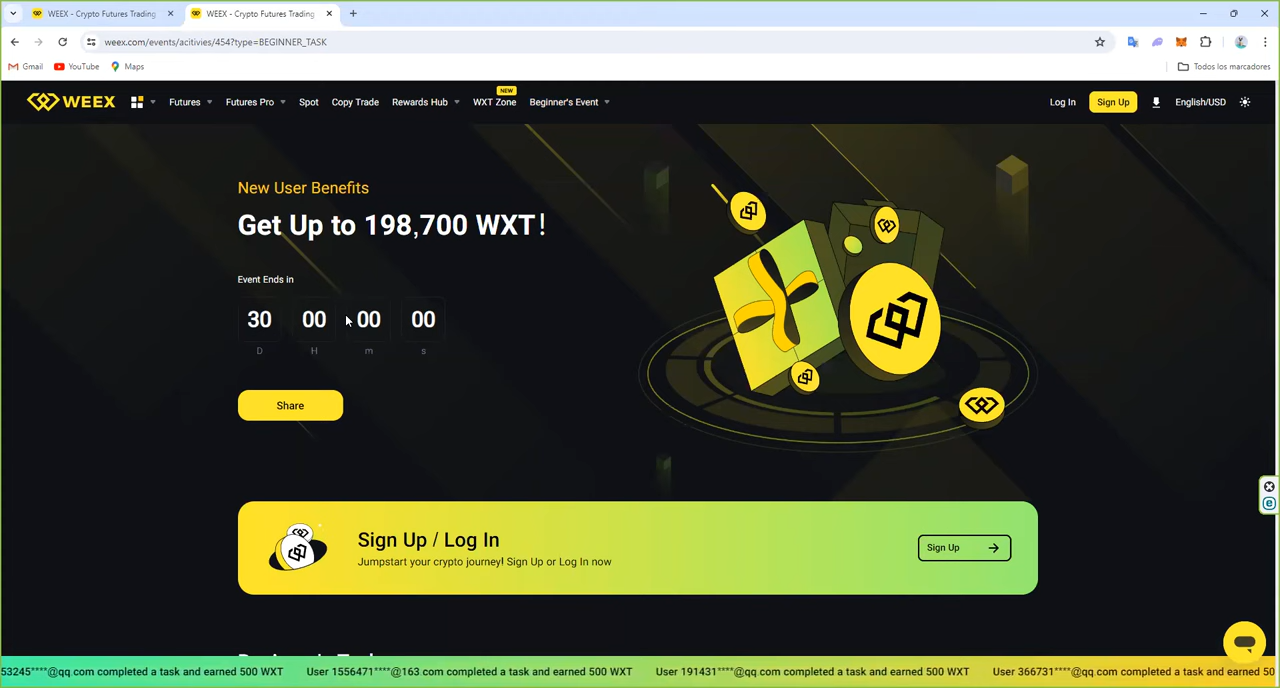 WEEX - Crypto Futures Trading
WEEX - Crypto Futures Trading
weex.com/events/acitivies/454?type=BEGINNER_TASK
Gmail YouTube Maps Todos los marcadores
WEEX Futures Futures Pro Spot Copy Trade Rewards Hub WXT Zone NEW Beginner's Event Log In Sign Up English/USD
New User Benefits
Get Up to 198,700 WXT!
Event Ends in
30 00 00 00
D H m s
Share
Sign Up / Log In
Jumpstart your crypto journey! Sign Up or Log In now
Sign Up
53245****@qq.com completed a task and earned 500 WXT User 1556471****@163.com completed a task and earned 500 WXT User 191431****@qq.com completed a task and earned 500 WXT User 366731****@qq.com completed a task and earned 50